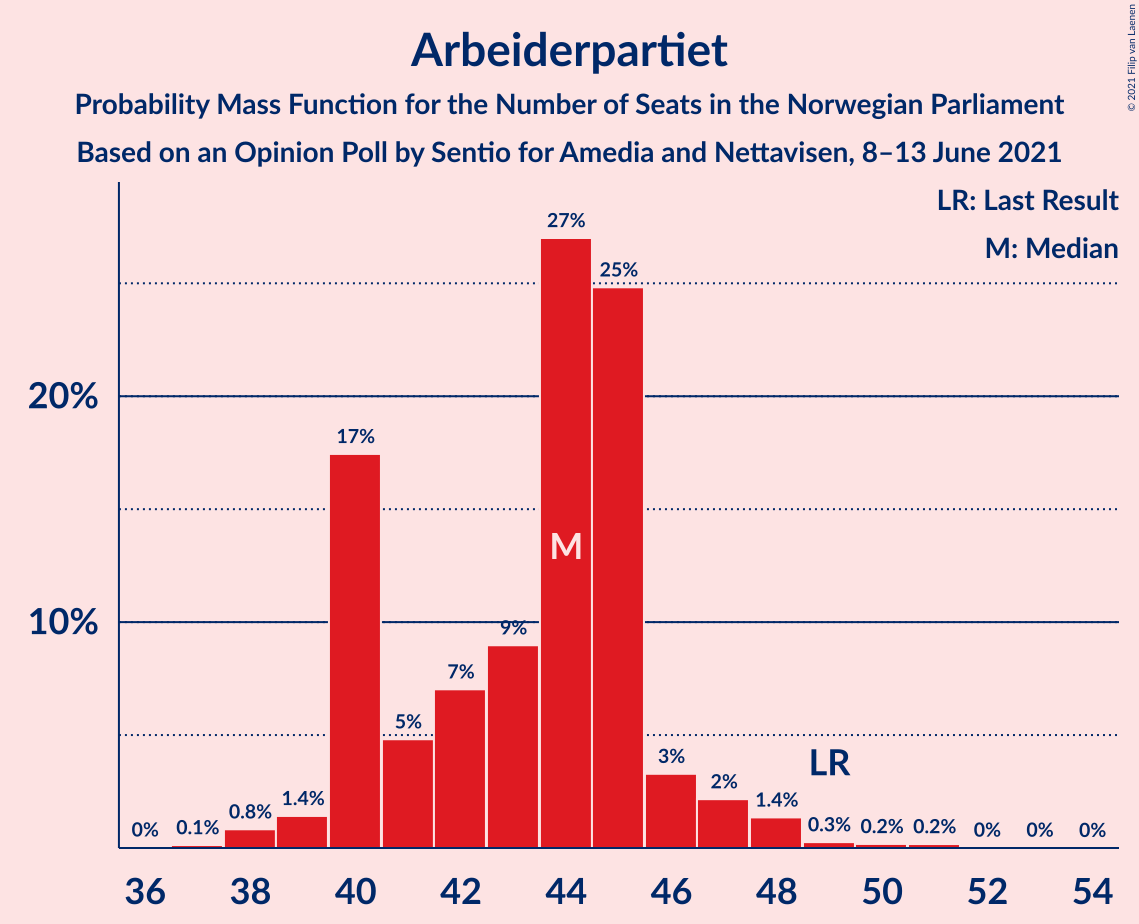 Arbeiderpartiet
Probability Mass Function for the Number of Seats in the Norwegian Parliament
Based on an Opinion Poll by Sentio for Amedia and Nettavisen, 8–13 June 2021
© 2021 Filip van Laenen
LR: Last Result
M: Median
20%
10%
0%
0.1%
0.8%
1.4%
17%
5%
7%
9%
27%
25%
3%
2%
1.4%
0.3%
0.2%
0.2%
0%
0%
0%
M
LR
36 38 40 42 44 46 48 50 52 54